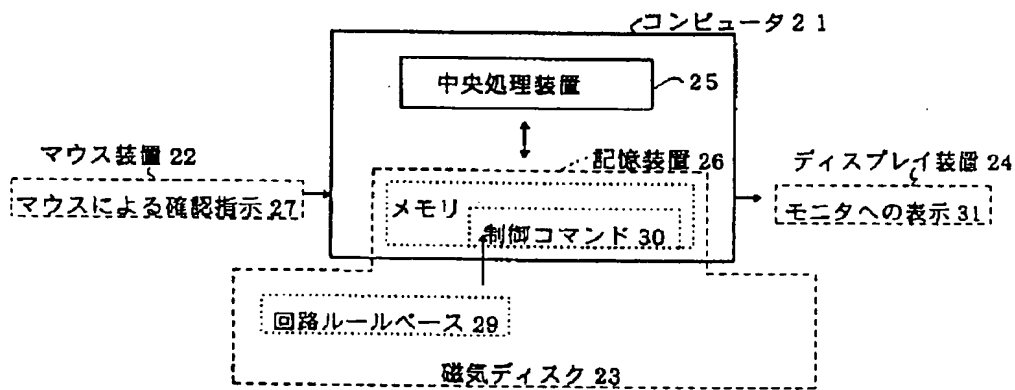 コンピュータ21
中央処理装置
25
マウス装置22
記憶装置26
ディスプレイ装置24
マウスによる確認指示27
メモリ
モニタへの表示31
制御コマンド30
回路ルールベース29
磁気ディスク23